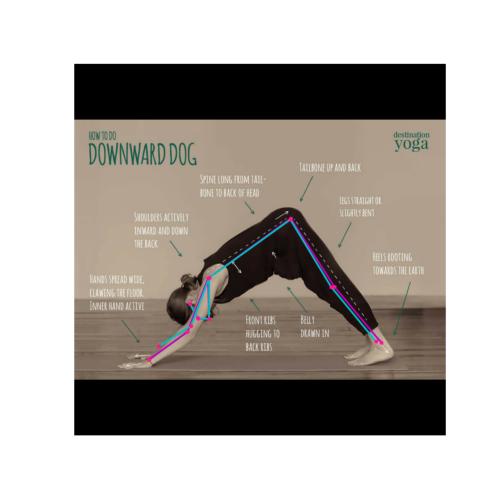 HOW TO DO
DOWNWARD DOG
destination
yoga
TAILBONE UP AND BACK
SPINE LONG FROM TAIL-
BONE TO BACK OF HEAD
LEGS STRAIGHT OR
SLIGHTLY BENT
SHOULDERS ACTIVELY
INWARD AND DOWN
THE BACK
HEELS ROOTING
TOWARDS THE EARTH
HANDS SPREAD WIDE,
CLAWING THE FLOOR.
INNER HAND ACTIVE
FRONT RIBS
HUGGING TO
BACK RIBS
BELLY
DRAWN IN